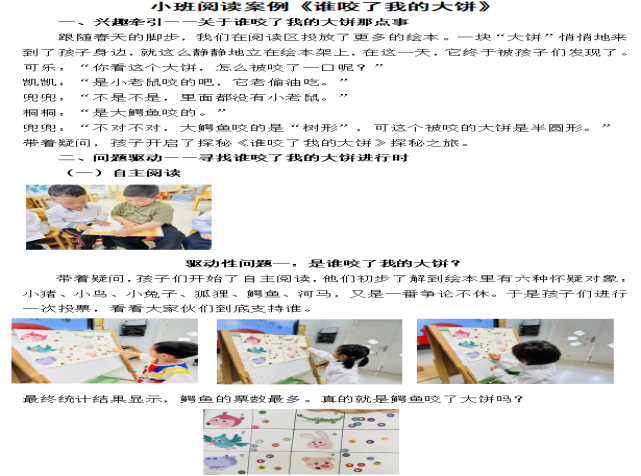 小班阅读案例《谁咬了我的大饼》
一、兴趣牵引——关于谁咬了我的大饼那点事
跟随春天的脚步，我们在阅读区投放了更多的绘本。一块“大饼”悄悄地来
到了孩子身边，就这么静静地立在绘本架上，在这一天，它终于被孩子们发现了。
可乐：“你看这个大饼，怎么被咬了一口呢？”
凯凯：“是小老鼠咬的吧，它老偷油吃。”
兜兜：“不是不是，里面都没有小老鼠。”
桐桐：“是大鳄鱼咬的。”
兜兜：“不对不对，大鳄鱼咬的是“树形”，可这个被咬的大饼是半圆形。”
带着疑问，孩子开启了探秘《谁咬了我的大饼》探秘之旅。
二、问题驱动——寻找谁咬了我的大饼进行时
（一）自主阅读
驱动性问题一：是谁咬了我的大饼？
带着疑问，孩子们开始了自主阅读，他们初步了解到绘本里有六种怀疑对象：
小猪、小鸟、小兔子、狐狸、鳄鱼、河马，又是一番争论不休。于是孩子们进行
一次投票，看看大家伙们到底支持谁。
最终统计结果显示，鳄鱼的票数最多。真的就是鳄鱼咬了大饼吗？